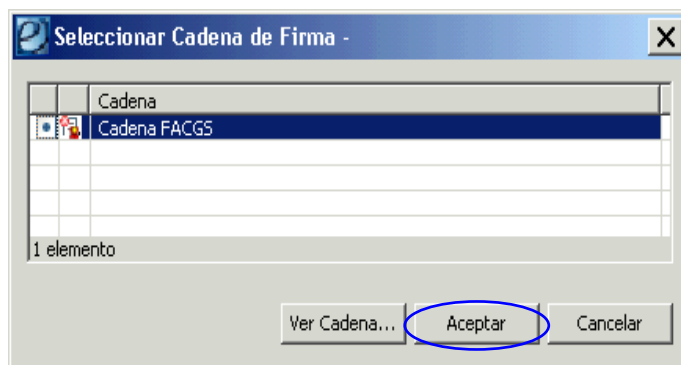 Seleccionar Cadena de Firma -
Cadena
Cadena FACGS
1 elemento
Ver Cadena... Aceptar Cancelar